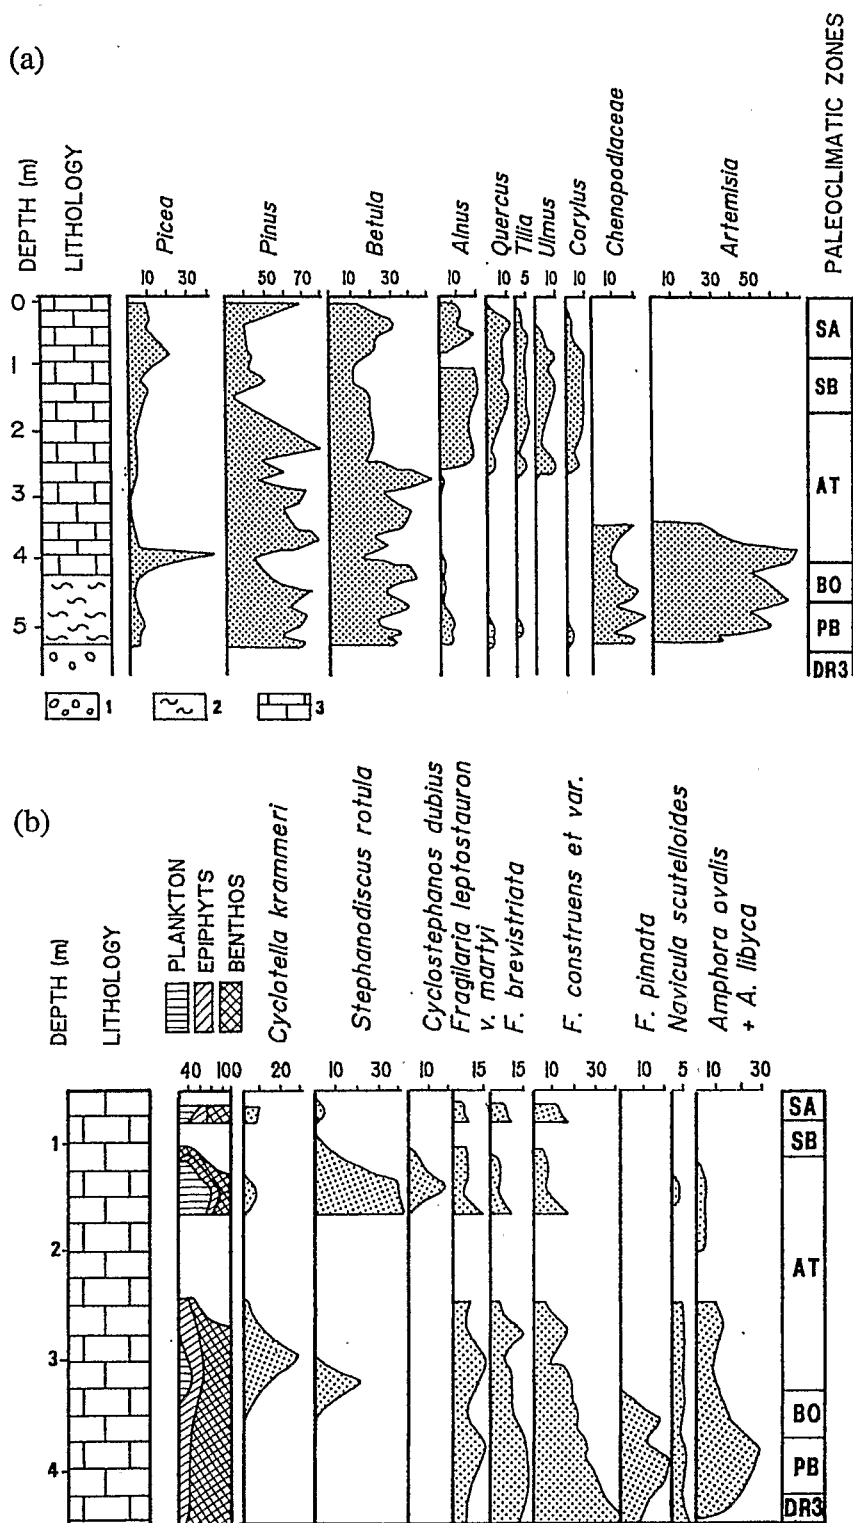 (a)
DEPTH (m)
LITHOLOGY
Picea
Pinus
Betula
Alnus
Quercus
Tilia
Ulmus
Corylus
Chenopodiaceae
Artemisia
PALEOCLIMATIC ZONES
10 30 50 70 10 30 10 10 5 10 10 10 10 30 50
0
1
2
3
4
5
SA
SB
AT
BO
PB
DR3
1 2 3
(b)
DEPTH (m)
LITHOLOGY
PLANKTON
EPIPHYTS
BENTHOS
Cyclotella krammeri
Stephanodiscus rotula
Cyclostephanos dubius
Fragilaria leptostauron
v. martyi
F. brevistriata
F. construens et var.
F. pinnata
Navicula scutelloides
Amphora ovalis
+ A. libyca
40 100 20 10 30 10 15 15 10 30 10 5 10 30
1
2
3
4
SA
SB
AT
BO
PB
DR3